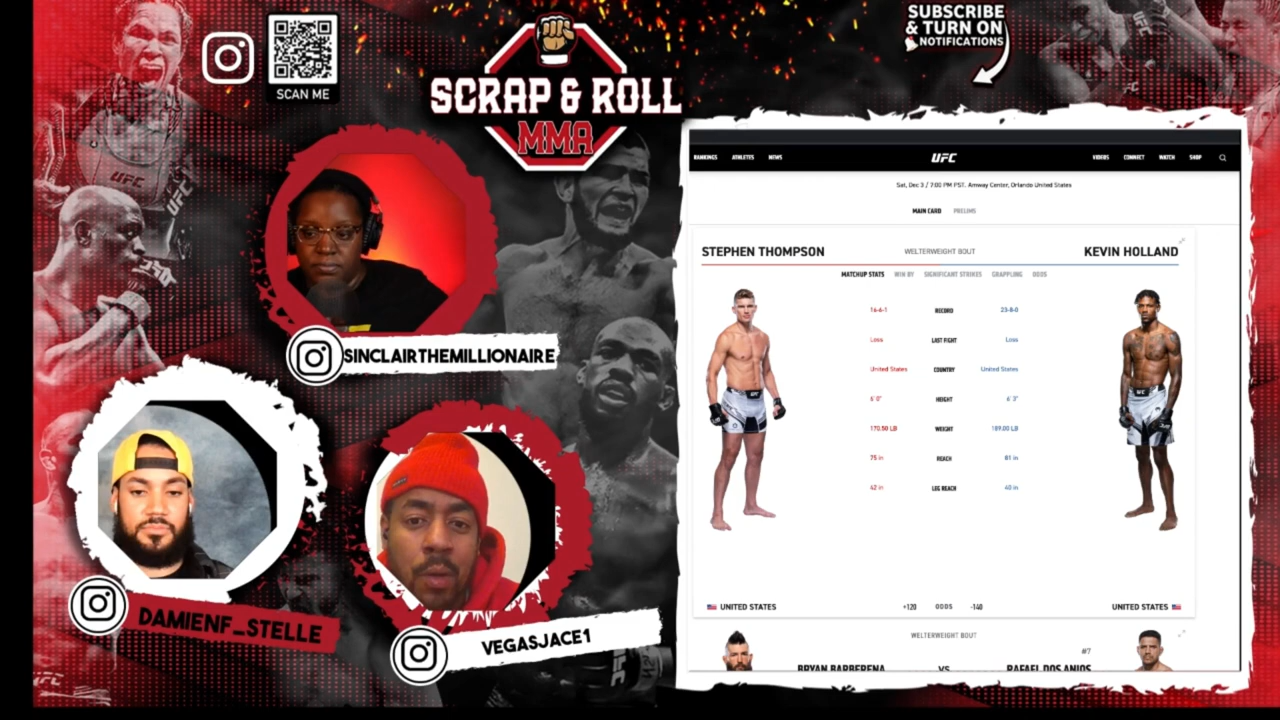 SCAN ME
SCRAP & ROLL
MMA
SUBSCRIBE
& TURN ON
NOTIFICATIONS
SINCLAIRTHEMILLIONAIRE
DAMIENF_STELLE
VEGASJACE1
RANKINGS ATHLETES NEWS UFC VIDEOS CONNECT WATCH SHOP
Sat, Dec 3 / 7:00 PM PST. Amway Center, Orlando United States
MAIN CARD PRELIMS
STEPHEN THOMPSON WELTERWEIGHT BOUT KEVIN HOLLAND
MATCHUP STATS WIN BY SIGNIFICANT STRIKES GRAPPLING ODDS
16-6-1 RECORD 23-8-0
Loss LAST FIGHT Loss
United States COUNTRY United States
6' 0" HEIGHT 6' 3"
170.50 LB WEIGHT 189.00 LB
75 in REACH 81 in
42 in LEG REACH 40 in
UNITED STATES +120 ODDS -140 UNITED STATES
WELTERWEIGHT BOUT
#7
BRYAN BARBERENA VS RAFAEL DOS ANJOS
UFC
UFC
UFC